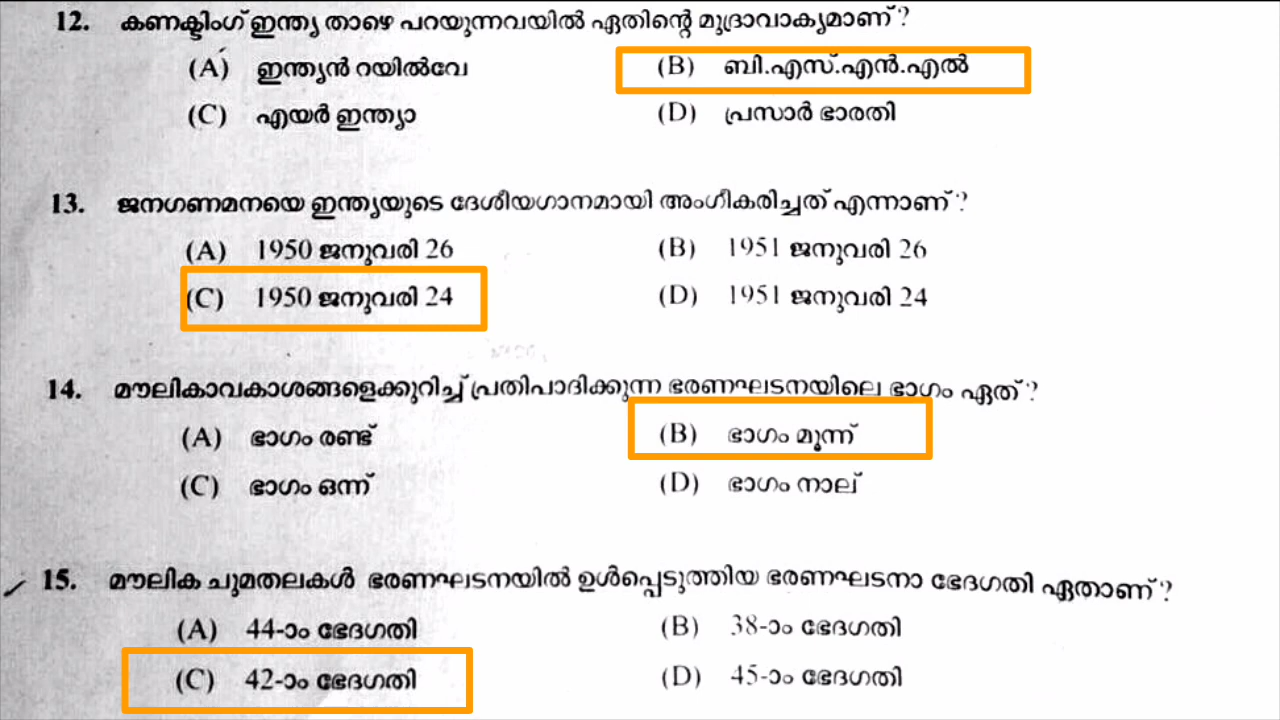 12. കണക്ടിംഗ് ഇന്ത്യ താഴെ പറയുന്നവയിൽ ഏതിന്റെ മുദ്രാവാക്യമാണ് ?
(A) ഇന്ത്യൻ റയിൽവേ (B) ബി.എസ്.എൻ.എൽ
(C) എയർ ഇന്ത്യാ (D) പ്രസാർ ഭാരതി
13. ജനഗണമനയെ ഇന്ത്യയുടെ ദേശീയഗാനമായി അംഗീകരിച്ചത് എന്നാണ് ?
(A) 1950 ജനുവരി 26 (B) 1951 ജനുവരി 26
(C) 1950 ജനുവരി 24 (D) 1951 ജനുവരി 24
14. മൗലികാവകാശങ്ങളെക്കുറിച്ച് പ്രതിപാദിക്കുന്ന ഭരണഘടനയിലെ ഭാഗം ഏത് ?
(A) ഭാഗം രണ്ട് (B) ഭാഗം മൂന്ന്
(C) ഭാഗം ഒന്ന് (D) ഭാഗം നാല്
15. മൗലിക ചുമതലകൾ ഭരണഘടനയിൽ ഉൾപ്പെടുത്തിയ ഭരണഘടനാ ഭേദഗതി ഏതാണ് ?
(A) 44-ാം ഭേദഗതി (B) 38-ാം ഭേദഗതി
(C) 42-ാം ഭേദഗതി (D) 45-ാം ഭേദഗതി